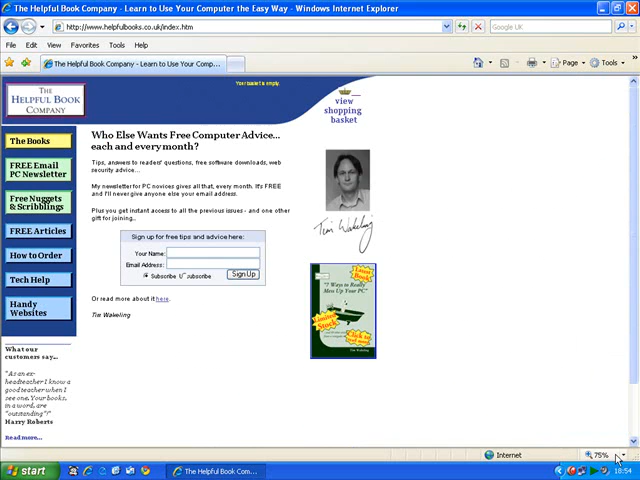 The Helpful Book Company - Learn to Use Your Computer the Easy Way - Windows Internet Explorer
http://www.helpfulbooks.co.uk/index.htm
Google UK
File Edit View Favorites Tools Help
The Helpful Book Company - Learn to Use Your Comp...
Page Tools
Your basket is empty.
THE
HELPFUL BOOK
COMPANY
view
shopping
basket
The Books
FREE Email
PC Newsletter
Free Nuggets
& Scribblings
FREE Articles
How to Order
Tech Help
Handy
Websites
Who Else Wants Free Computer Advice...
each and every month?
Tips, answers to readers' questions, free software downloads, web
security advice...
My newsletter for PC novices gives all that, every month. It's FREE
and I'll never give anyone else your email address.
Plus you get instant access to all the previous issues - and one other
gift for joining...
Sign up for free tips and advice here:
Your Name:
Email Address:
Subscribe Unsubscribe
Sign Up
Or read more about it here.
Tim Wakeling
Tim Wakeling
Latest
Book!
"7 Ways to Really
Mess Up Your PC"
Limited
Stock
Click to
Tim Wakeling
What our
customers say...
"As an ex-
headteacher I know a
good teacher when I
see one. Your books,
in a word, are
"outstanding"!"
Harry Roberts
Read more...
Internet
75%
start
The Helpful Book Com...
18:54